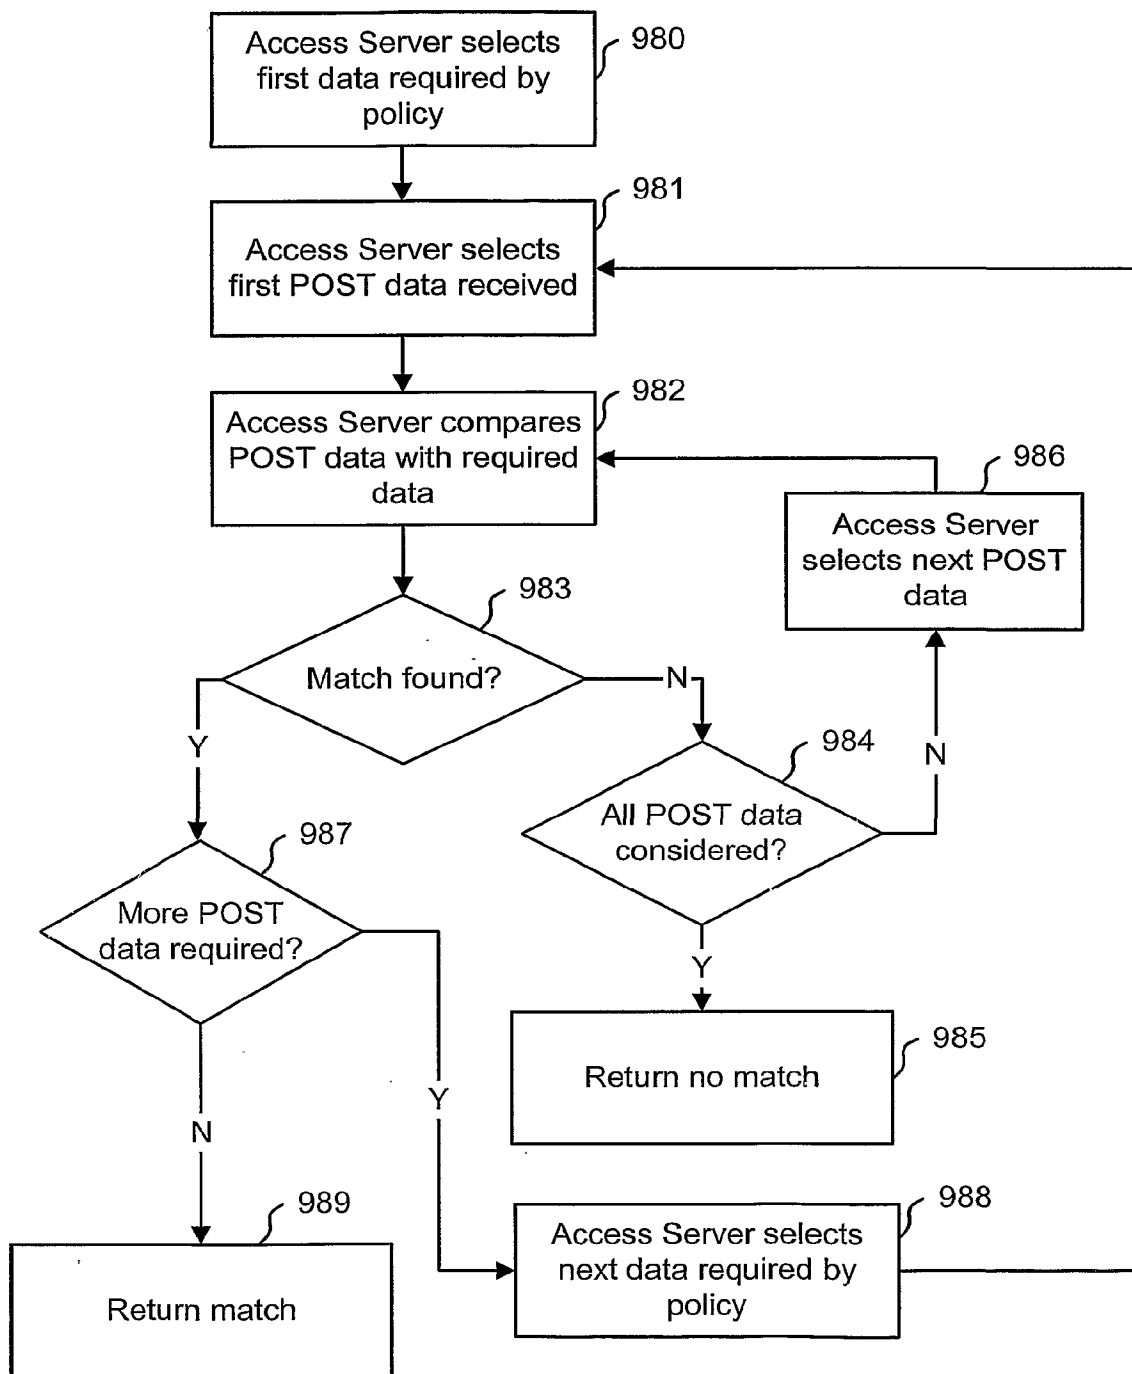 Access Server selects
first data required by
policy
980
Access Server selects
first POST data received
981
Access Server compares
POST data with required
data
982
Access Server
selects next POST
data
986
Match found?
983
Y
N
All POST data
considered?
984
N
Y
More POST
data required?
987
Y
N
Return no match
985
Access Server selects
next data required by
policy
988
Return match
989